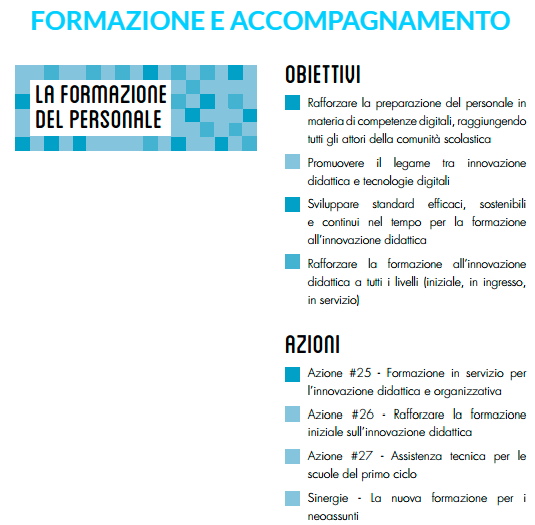 FORMAZIONE E ACCOMPAGNAMENTO
LA FORMAZIONE
DEL PERSONALE
OBIETTIVI
Rafforzare la preparazione del personale in
materia di competenze digitali, raggiungendo
tutti gli attori della comunità scolastica
Promuovere il legame tra innovazione
didattica e tecnologie digitali
Sviluppare standard efficaci, sostenibili
e continui nel tempo per la formazione
all'innovazione didattica
Rafforzare la formazione all'innovazione
didattica a tutti i livelli (iniziale, in ingresso,
in servizio)
AZIONI
Azione #25 - Formazione in servizio per
l'innovazione didattica e organizzativa
Azione #26 - Rafforzare la formazione
iniziale sull'innovazione didattica
Azione #27 - Assistenza tecnica per le
scuole del primo ciclo
Sinergie - La nuova formazione per i
neoassunti